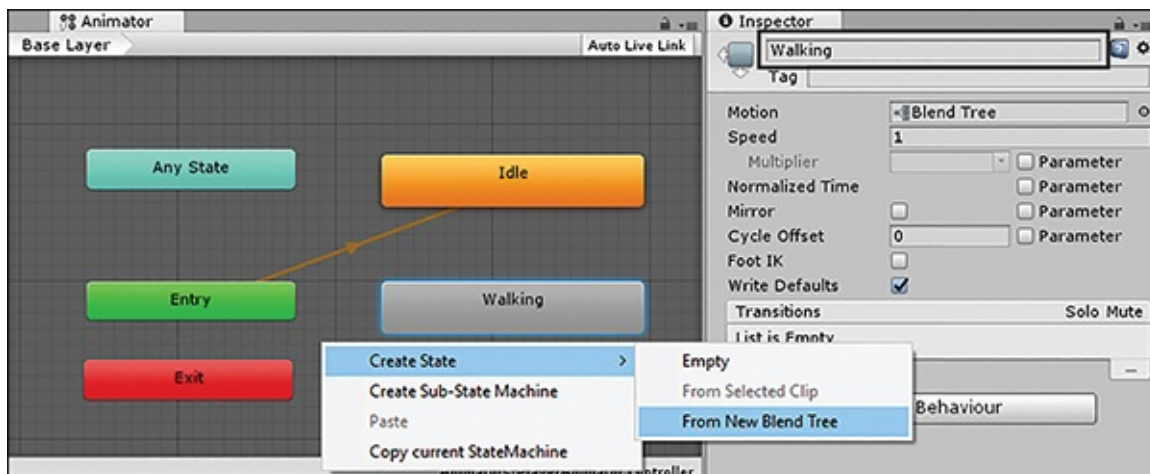 Animator
Base Layer
Auto Live Link
Any State
Idle
Entry
Walking
Exit
Create State
Create Sub-State Machine
Paste
Copy current StateMachine
Empty
From Selected Clip
From New Blend Tree
Inspector
Walking
Tag
Motion
Blend Tree
Speed
1
Multiplier
Parameter
Normalized Time
Parameter
Mirror
Parameter
Cycle Offset
0
Parameter
Foot IK
Write Defaults
Transitions
Solo Mute
List is Empty
Behaviour